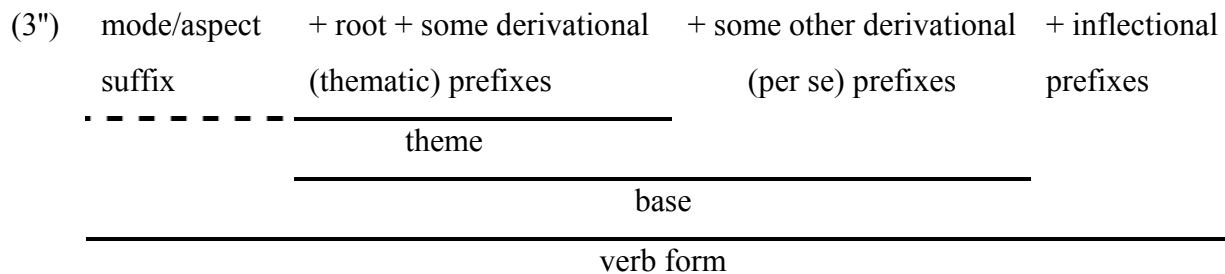 (3") mode/aspect + root + some derivational + some other derivational + inflectional
suffix (thematic) prefixes (per se) prefixes prefixes
theme
base
verb form